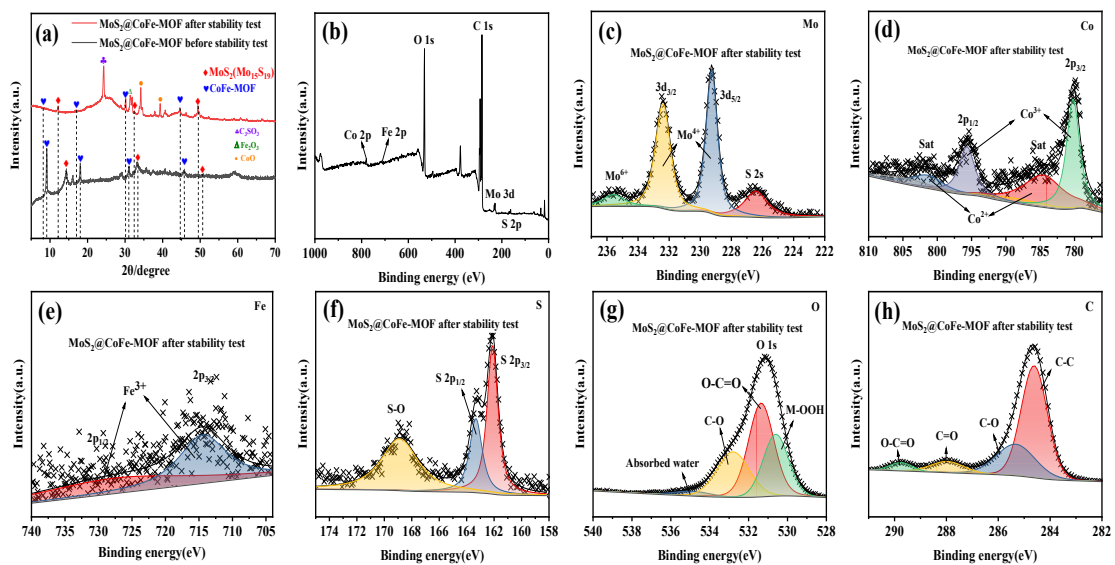 (a)
MoS2@CoFe-MOF after stability test
MoS2@CoFe-MOF before stability test
MoS2(Mo15S19)
CoFe-MOF
C3SO3
Fe2O3
CoO
Intensity(a.u.)
10 20 30 40 50 60 70
2θ/degree
(b)
C 1s
O 1s
Co 2p
Fe 2p
Mo 3d
S 2p
Intensity(a.u.)
1000 800 600 400 200 0
Binding energy (eV)
(c)
Mo
MoS2@CoFe-MOF after stability test
3d3/2
3d5/2
Mo4+
Mo6+
S 2s
Intensity(a.u.)
236 234 232 230 228 226 224 222
Binding energy(eV)
(d)
Co
MoS2@CoFe-MOF after stability test
2p3/2
Co3+
2p1/2
Sat
Sat
Co2+
Intensity(a.u.)
810 800 790 780
Binding energy(eV)
(e)
Fe
MoS2@CoFe-MOF after stability test
Fe3+
2p3/2
2p1/2
Intensity(a.u.)
740 735 730 725 720 715 710 705
Binding energy(eV)
(f)
S
MoS2@CoFe-MOF after stability test
S 2p3/2
S 2p1/2
S-O
Intensity(a.u.)
174 172 170 168 166 164 162 160 158
Binding energy(eV)
(g)
O
MoS2@CoFe-MOF after stability test
O 1s
O-C=O
C-O
M-OOH
Absorbed water
Intensity(a.u.)
540 538 536 534 532 530 528
Binding energy(eV)
(h)
C
MoS2@CoFe-MOF after stability test
C-C
C-O
C=O
O-C=O
Intensity(a.u.)
290 288 286 284 282
Binding energy(eV)